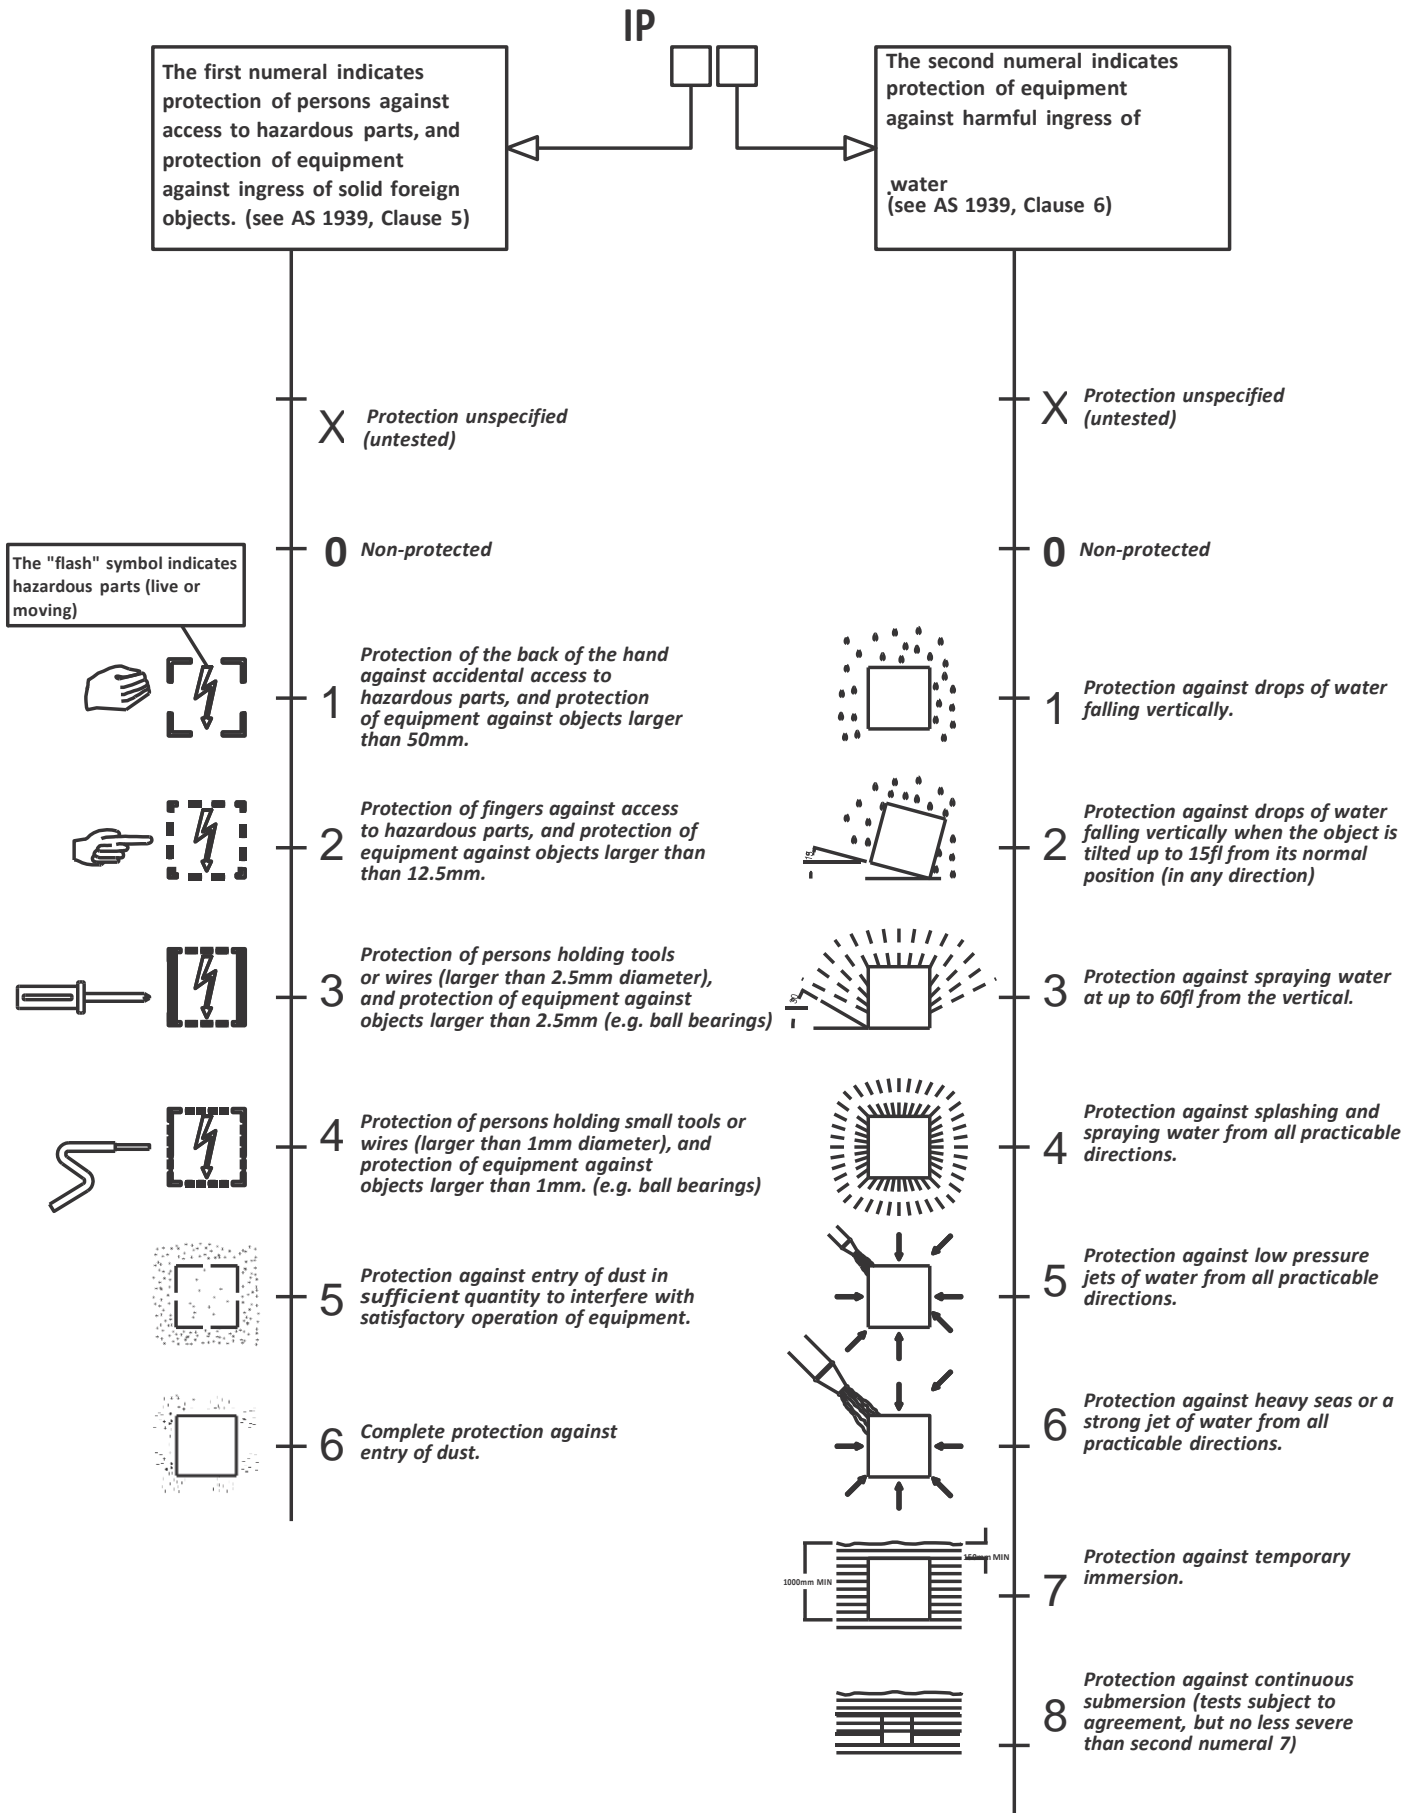 IP
The first numeral indicates
protection of persons against
access to hazardous parts, and
protection of equipment
against ingress of solid foreign
objects. (see AS 1939, Clause 5)
The second numeral indicates
protection of equipment
against harmful ingress of
.water
(see AS 1939, Clause 6)
X Protection unspecified
(untested)
0 Non-protected
The "flash" symbol indicates
hazardous parts (live or
moving)
1
Protection of the back of the hand
against accidental access to
hazardous parts, and protection
of equipment against objects larger
than 50mm.
2
Protection of fingers against access
to hazardous parts, and protection of
equipment against objects larger than
than 12.5mm.
3
Protection of persons holding tools
or wires (larger than 2.5mm diameter),
and protection of equipment against
objects larger than 2.5mm (e.g. ball bearings)
4
Protection of persons holding small tools or
wires (larger than 1mm diameter), and
protection of equipment against
objects larger than 1mm. (e.g. ball bearings)
5
Protection against entry of dust in
sufficient quantity to interfere with
satisfactory operation of equipment.
6
Complete protection against
entry of dust.
X Protection unspecified
(untested)
0 Non-protected
1
Protection against drops of water
falling vertically.
2
Protection against drops of water
falling vertically when the object is
tilted up to 15fl from its normal
position (in any direction)
3
Protection against spraying water
at up to 60fl from the vertical.
4
Protection against splashing and
spraying water from all practicable
directions.
5
Protection against low pressure
jets of water from all practicable
directions.
6
Protection against heavy seas or a
strong jet of water from all
practicable directions.
1000mm MIN
150mm MIN
7
Protection against temporary
immersion.
8
Protection against continuous
submersion (tests subject to
agreement, but no less severe
than second numeral 7)